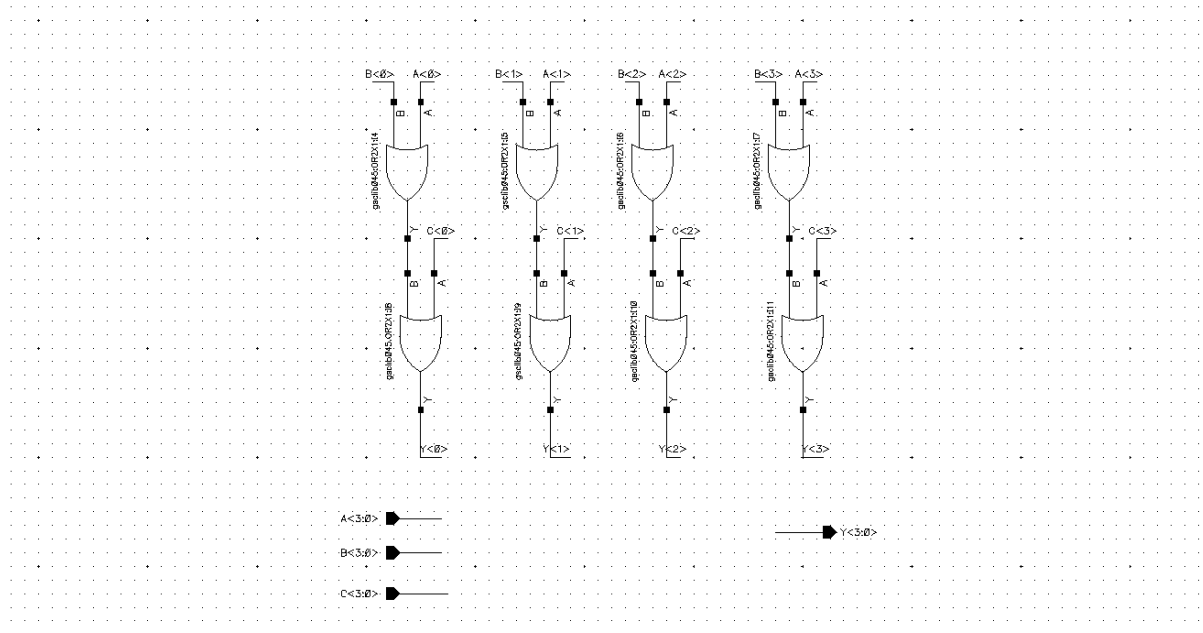 B<0> A<0> B<1> A<1> B<2> A<2> B<3> A<3>
B A B A B A B A
gsclib045:OR2X1:I4 gsclib045:OR2X1:I5 gsclib045:OR2X1:I6 gsclib045:OR2X1:I7
Y Y Y Y
C<0> C<1> C<2> C<3>
B A B A B A B A
gsclib045:OR2X1:I8 gsclib045:OR2X1:I9 gsclib045:OR2X1:I10 gsclib045:OR2X1:I11
Y Y Y Y
Y<0> Y<1> Y<2> Y<3>
A<3:0>
B<3:0>
C<3:0>
Y<3:0>